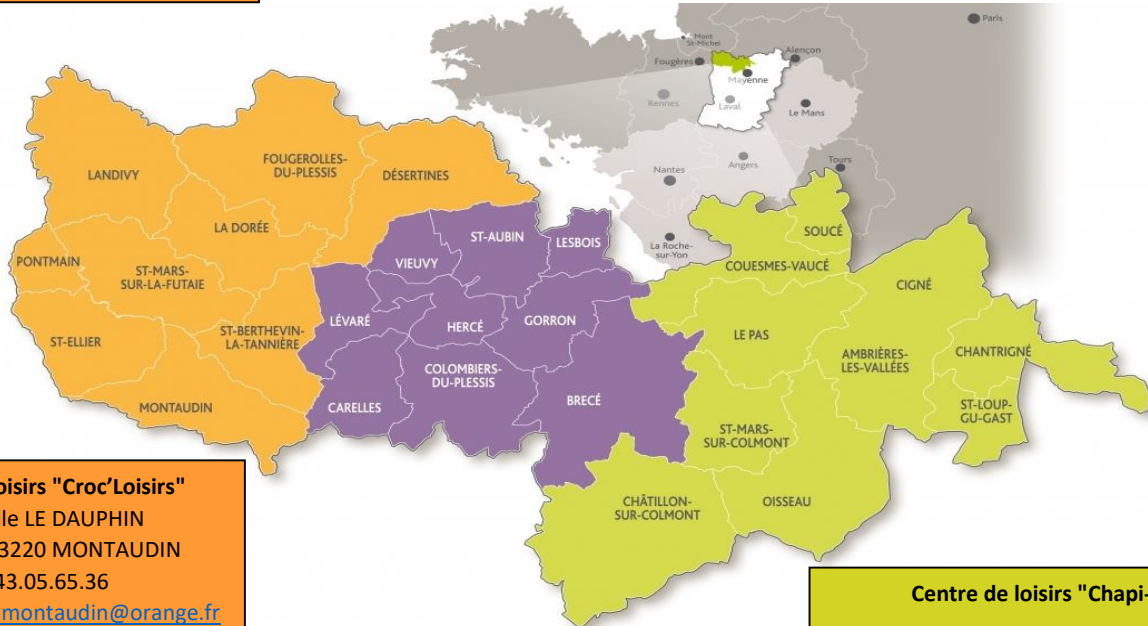 Paris
Mont
St-Michel
Alençon
Fougères
Mayenne
Rennes
Laval
Le Mans
Nantes
Angers
Tours
La Roche-
sur-Yon
LANDIVY
FOUGEROLLES-
DU-PLESSIS
DÉSERTINES
LA DORÉE
PONTMAIN
ST-MARS-
SUR-LA-FUTAIE
ST-ELLIER
ST-BERTHEVIN-
LA-TANNIÈRE
MONTAUDIN
ST-AUBIN
LESBOIS
VIEUVY
LÉVARÉ
HERCÉ
GORRON
COLOMBIERS-
DU-PLESSIS
CARELLES
BRECÉ
SOUCÉ
COUESMES-VAUCÉ
CIGNÉ
LE PAS
AMBRIÈRES-
LES-VALLÉES
CHANTRIGNÉ
ST-LOUP-
GU-GAST
ST-MARS-
SUR-COLMONT
CHÂTILLON-
SUR-COLMONT
OISSEAU
oisirs "Croc'Loisirs"
le LE DAUPHIN
3220 MONTAUDIN
43.05.65.36
montaudin@orange.fr
Centre de loisirs "Chapi-